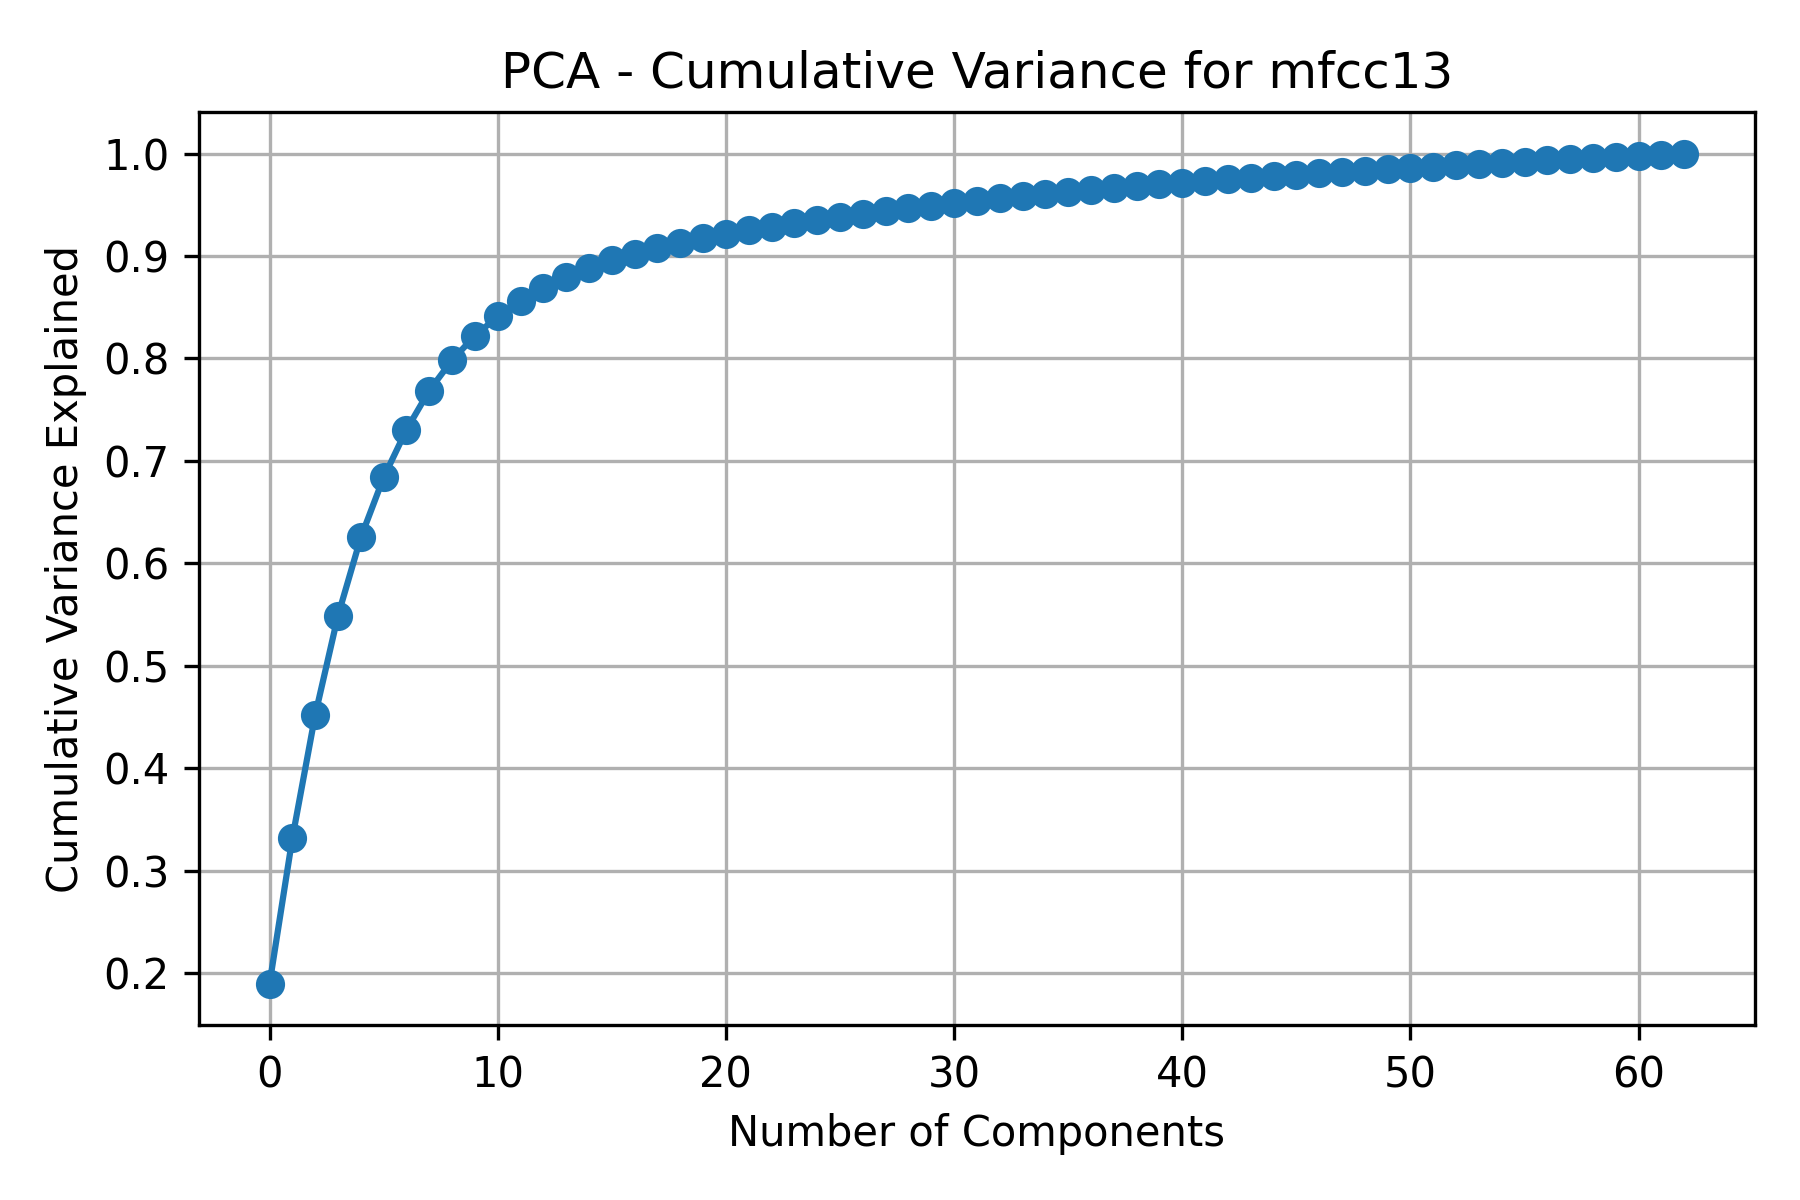 PCA - Cumulative Variance for mfcc13
Cumulative Variance Explained
1.0
0.9
0.8
0.7
0.6
0.5
0.4
0.3
0.2
0 10 20 30 40 50 60
Number of Components